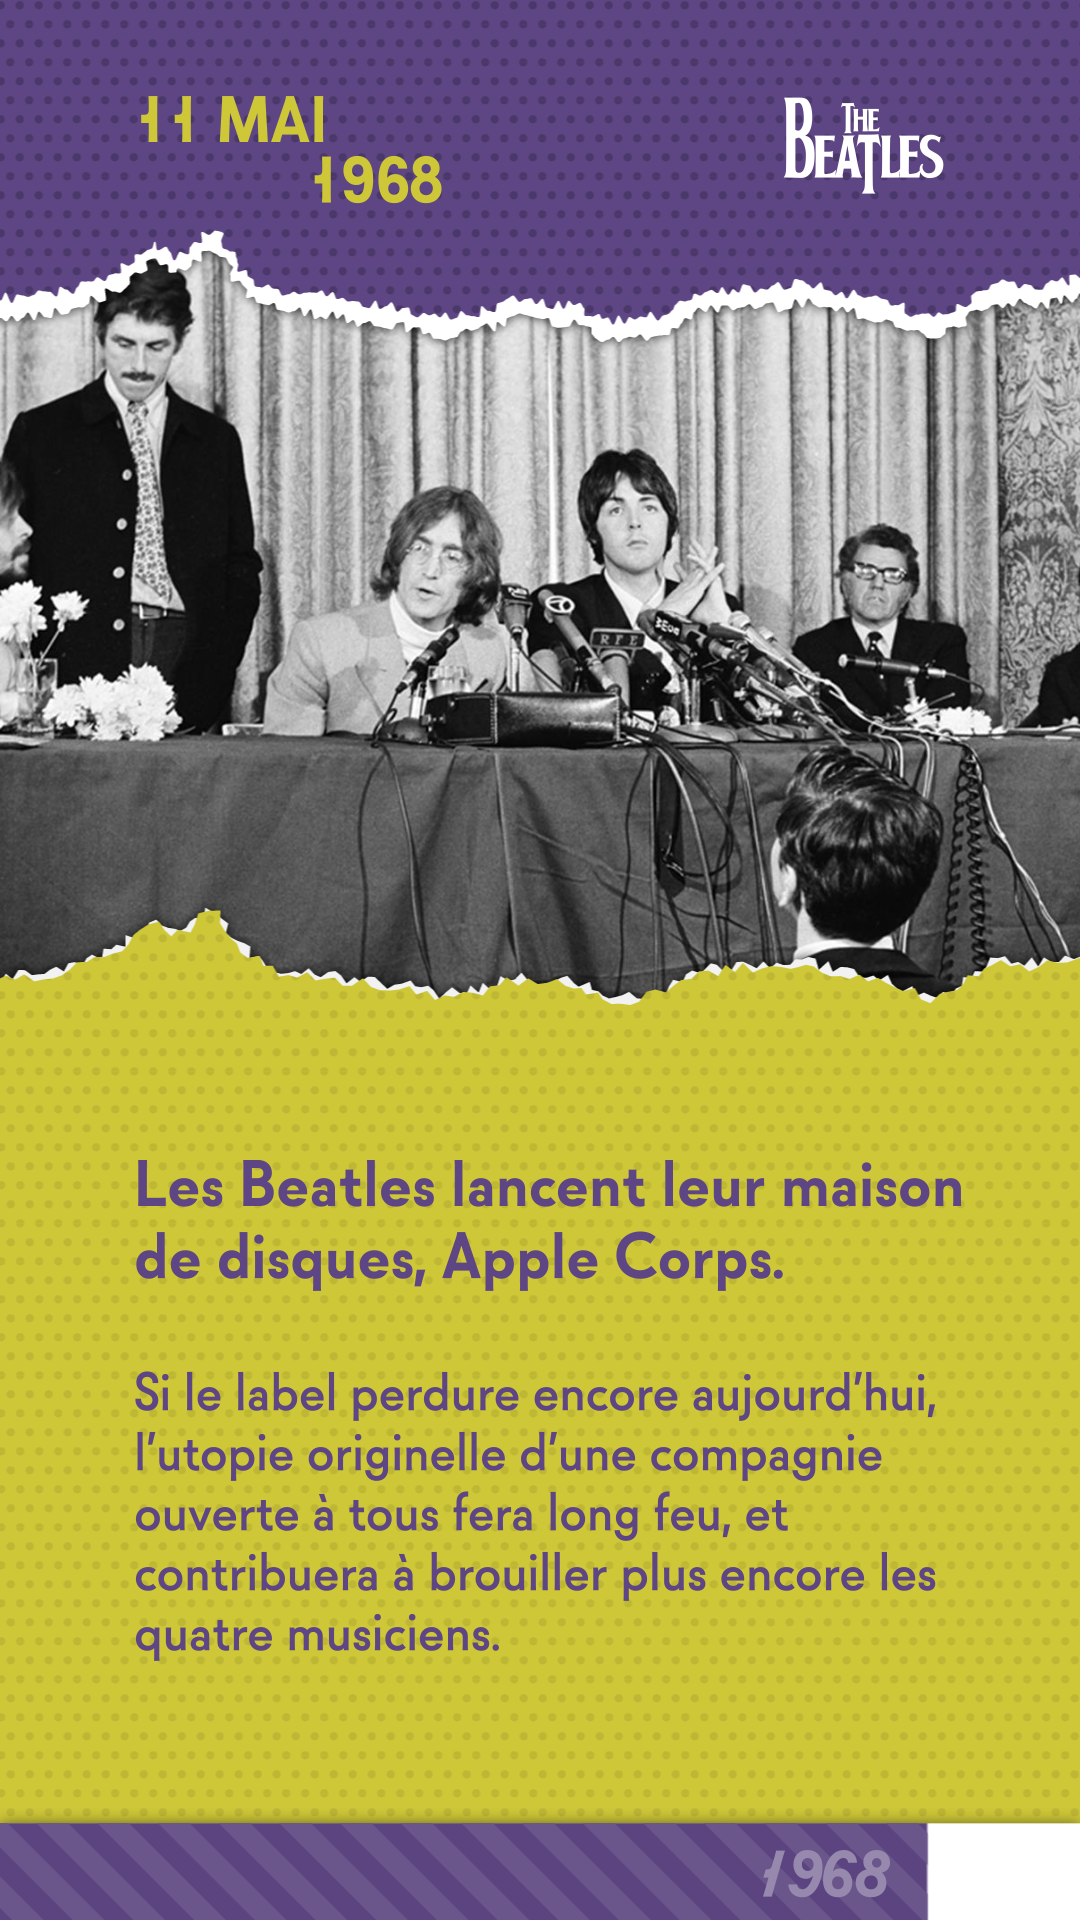 11 MAI
1968
THE
BEATLES
RFE
Les Beatles lancent leur maison
de disques, Apple Corps.
Si le label perdure encore aujourd’hui,
l’utopie originelle d’une compagnie
ouverte à tous fera long feu, et
contribuera à brouiller plus encore les
quatre musiciens.
1968